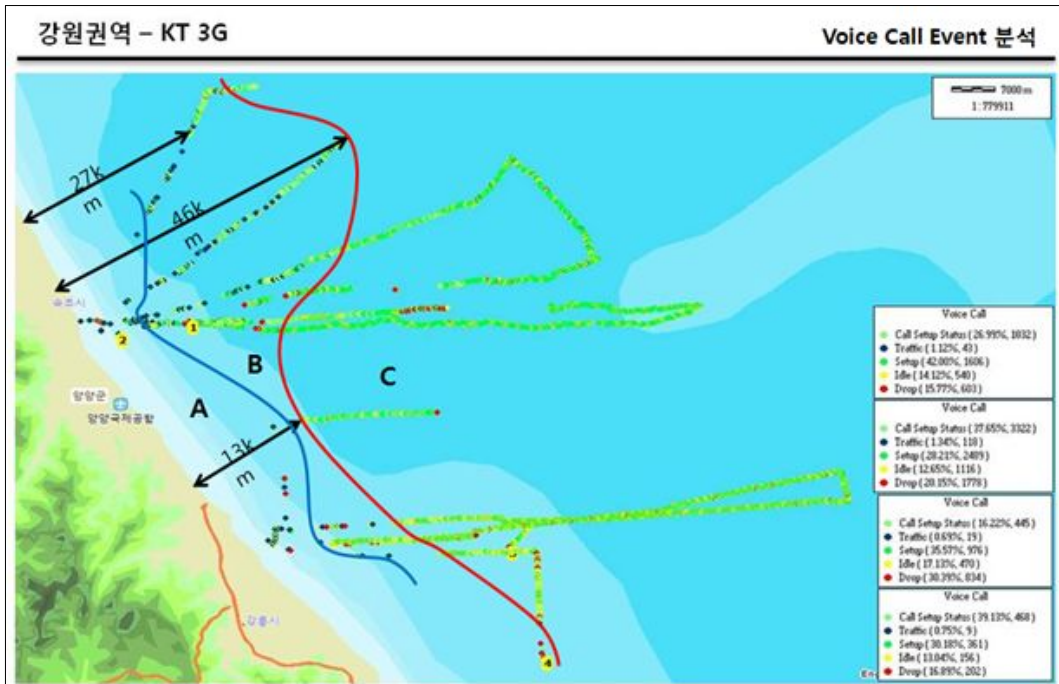 강원권역 – KT 3G
Voice Call Event 분석
7000 m
1:779911
27k
m
46k
m
속초시
1
2
B
C
양양군
A
양양국제공항
13k
m
3
강릉시
4
Voice Call
Call Setup Status ( 26.99%, 1032)
Traffic ( 1.12%, 43)
Setup ( 42.00%, 1606)
Idle ( 14.12%, 540)
Drop ( 15.77%, 603)
Voice Call
Call Setup Status ( 37.65%, 3322)
Traffic ( 1.34%, 118)
Setup ( 28.21%, 2489)
Idle ( 12.65%, 1116)
Drop ( 20.15%, 1778)
Voice Call
Call Setup Status ( 16.22%, 445)
Traffic ( 0.69%, 19)
Setup ( 35.57%, 976)
Idle ( 17.13%, 470)
Drop ( 30.39%, 834)
Voice Call
Call Setup Status ( 39.13%, 468)
Traffic ( 0.75%, 9)
Setup ( 30.18%, 361)
Idle ( 13.04%, 156)
Drop ( 16.89%, 202)